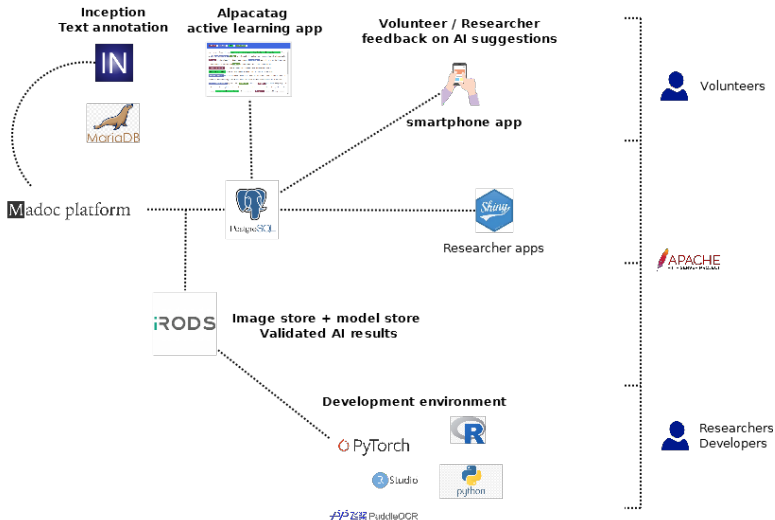 Inception
Text annotation
Alpacatag
active learning app
Volunteer / Researcher
feedback on AI suggestions
IN
MariaDB
smartphone app
Volunteers
Madoc platform
PostgreSQL
Shiny
Researcher apps
APACHE
iRODS
Image store + model store
Validated AI results
Development environment
R
PyTorch
Studio
python
Researchers
Developers